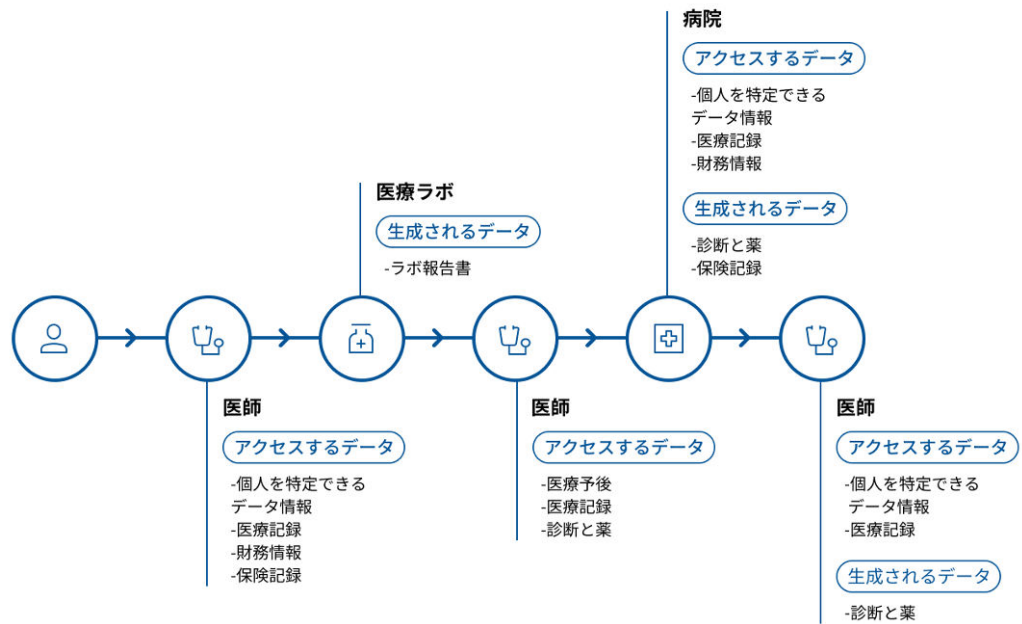 病院
アクセスするデータ
-個人を特定できる
データ情報
-医療記録
-財務情報
生成されるデータ
-診断と薬
-保険記録
医療ラボ
生成されるデータ
-ラボ報告書
医師
アクセスするデータ
-個人を特定できる
データ情報
-医療記録
-財務情報
-保険記録
医師
アクセスするデータ
-医療予後
-医療記録
-診断と薬
医師
アクセスするデータ
-個人を特定できる
データ情報
-医療記録
生成されるデータ
-診断と薬